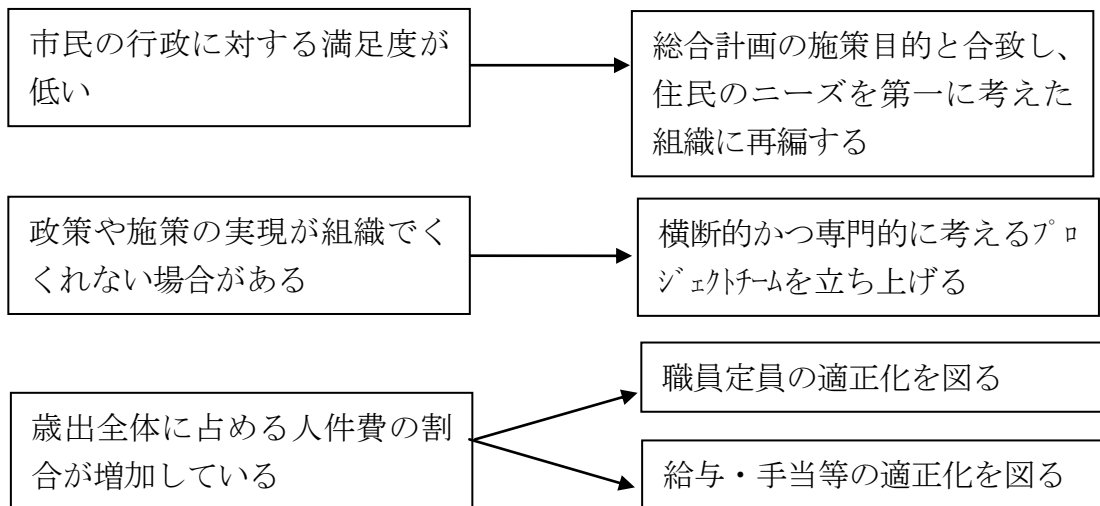 市民の行政に対する満足度が
低い
総合計画の施策目的と合致し、
住民のニーズを第一に考えた
組織に再編する
政策や施策の実現が組織でく
くれない場合がある
横断的かつ専門的に考えるﾌﾟﾛ
ｼﾞｪｸﾄﾁｰﾑを立ち上げる
歳出全体に占める人件費の割
合が増加している
職員定員の適正化を図る
給与・手当等の適正化を図る